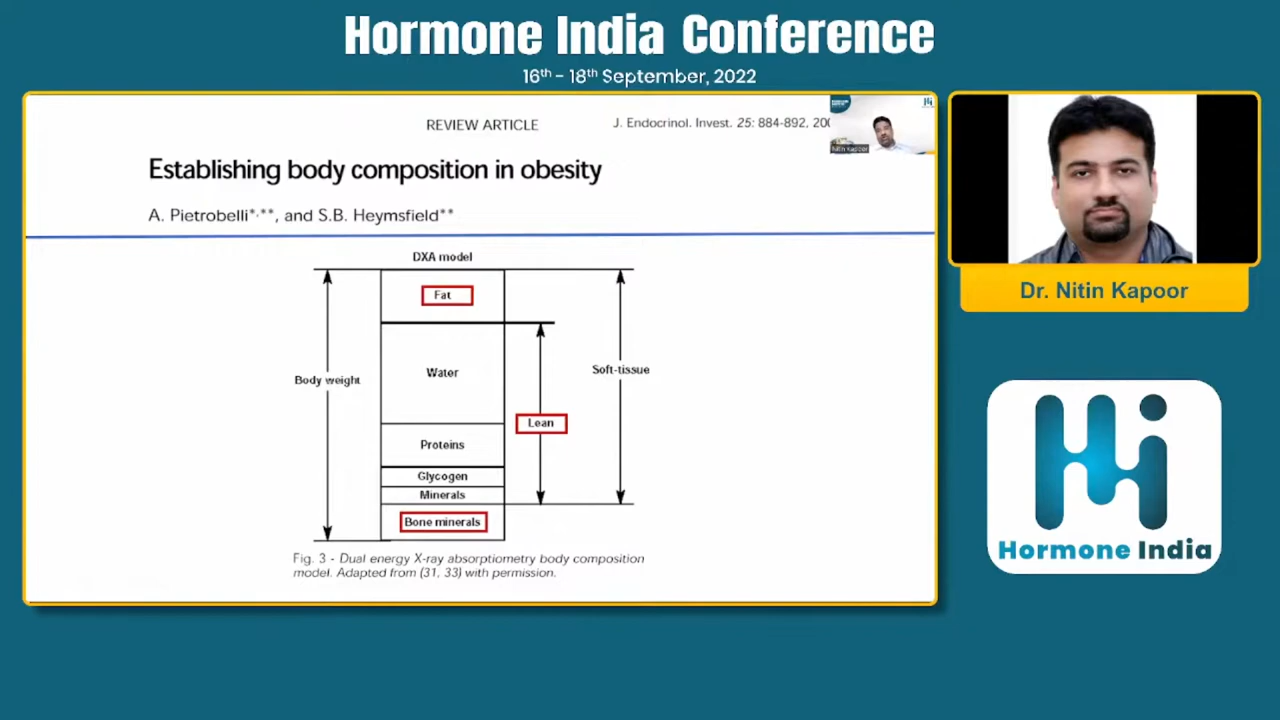 Hormone India Conference
16th - 18th September, 2022
REVIEW ARTICLE
J. Endocrinol. Invest. 25: 884-892, 200
Nitin Kapoor
Establishing body composition in obesity
A. Pietrobelli*,**, and S.B. Heymsfield**
DXA model
Fat
Water
Soft-tissue
Body weight
Lean
Proteins
Glycogen
Minerals
Bone minerals
Fig. 3 - Dual energy X-ray absorptiometry body composition
model. Adapted from (31, 33) with permission.
Dr. Nitin Kapoor
Hi
Hormone India